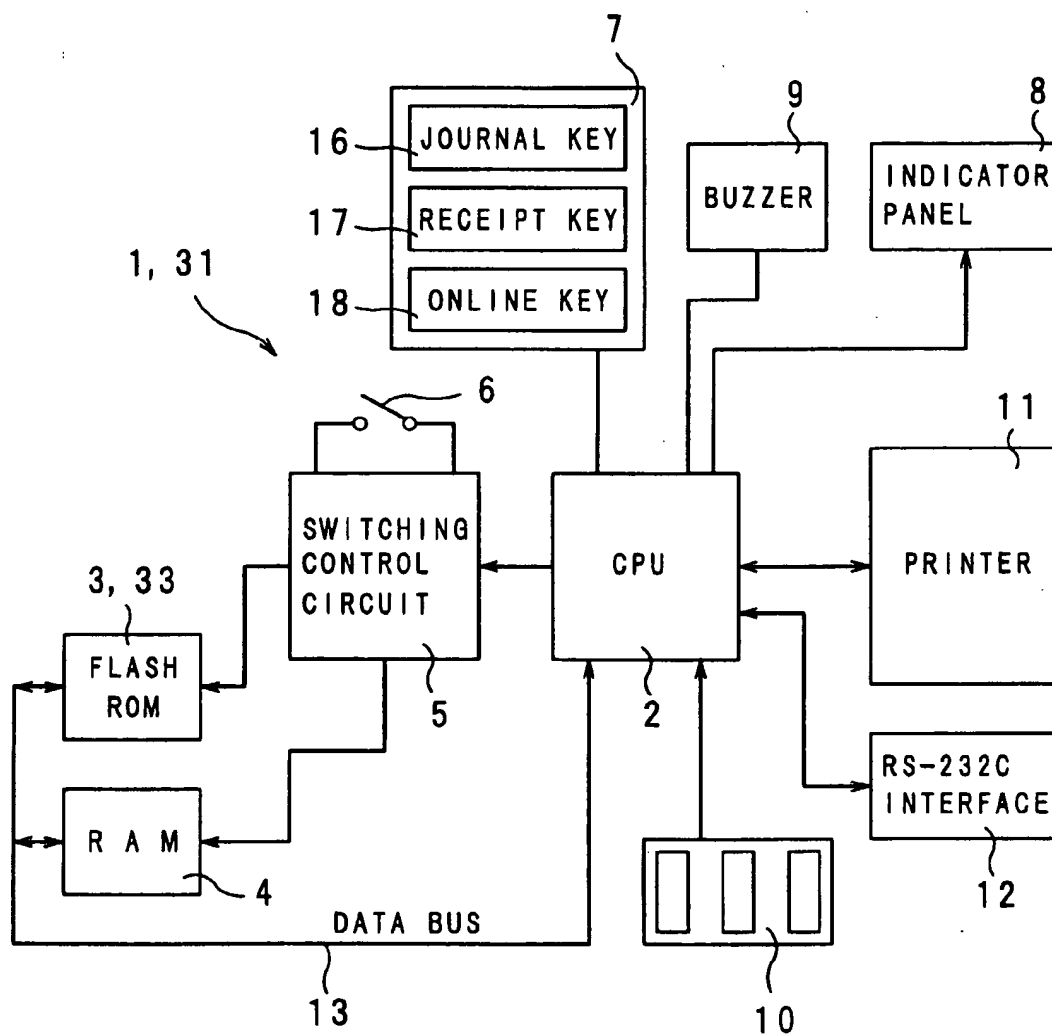 7
9
8
16
JOURNAL KEY
BUZZER
INDICATOR
PANEL
17
RECEIPT KEY
1, 31
18
ONLINE KEY
6
11
SWITCHING
CONTROL
CIRCUIT
CPU
PRINTER
3, 33
FLASH
ROM
5
2
RS-232C
INTERFACE
RAM
4
12
DATA BUS
13
10